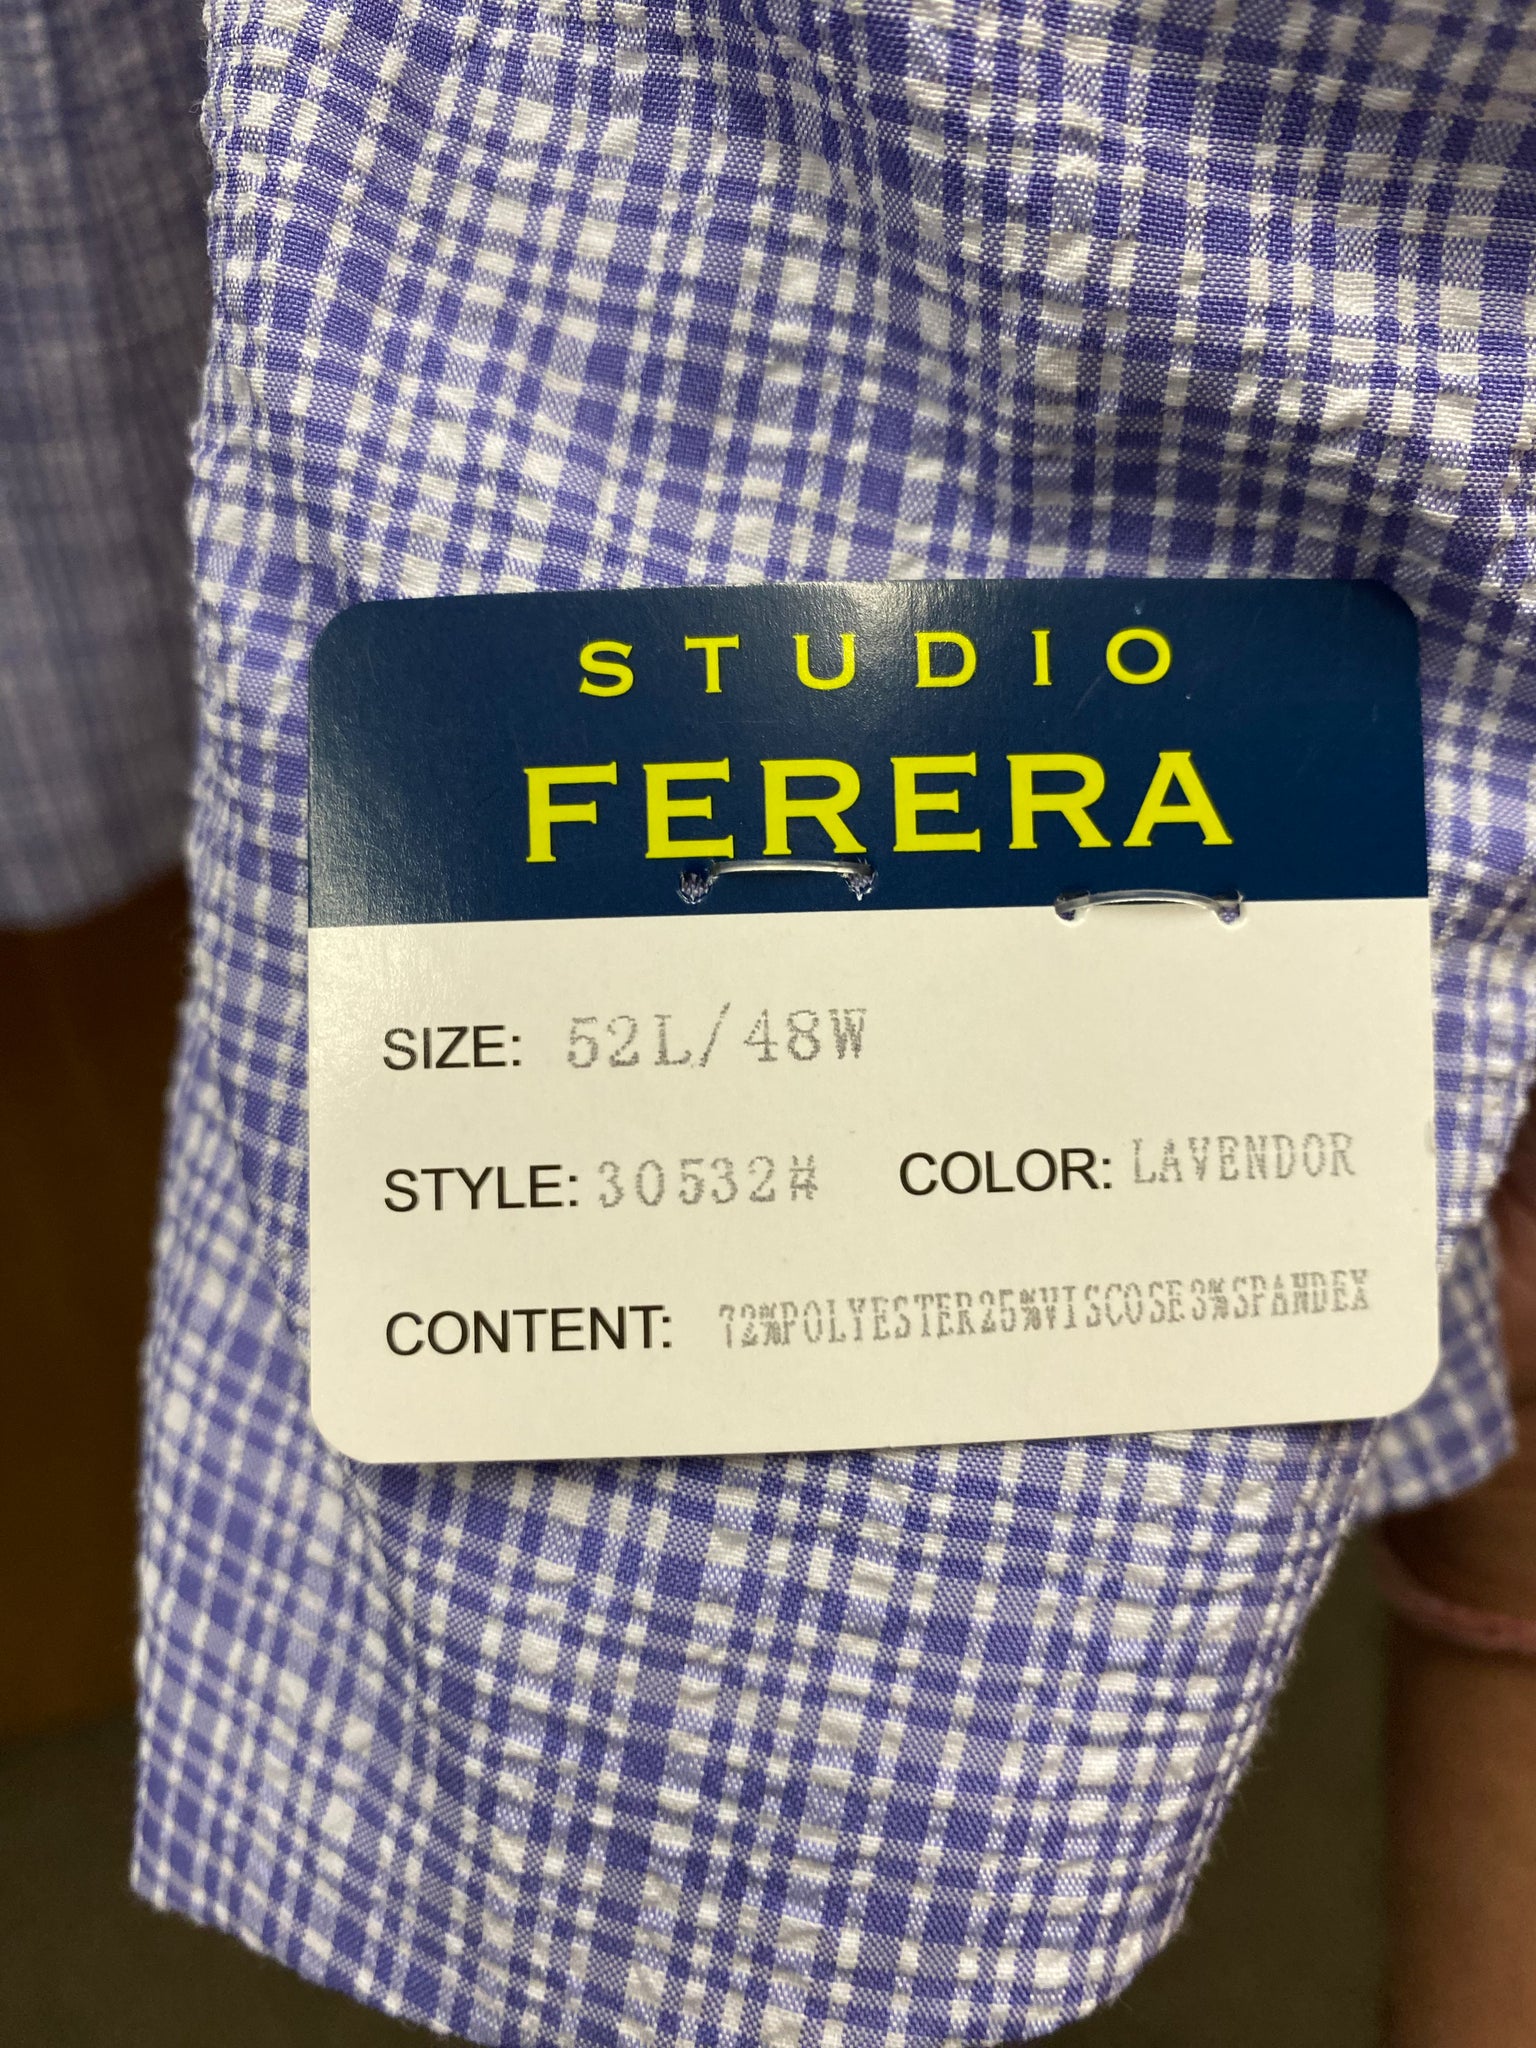 STUDIO
FERERA
SIZE: 52L/48W
STYLE: 30532# COLOR: LAVENDOR
CONTENT: 72%POLYESTER25%VISCOSE3%SPANDEX